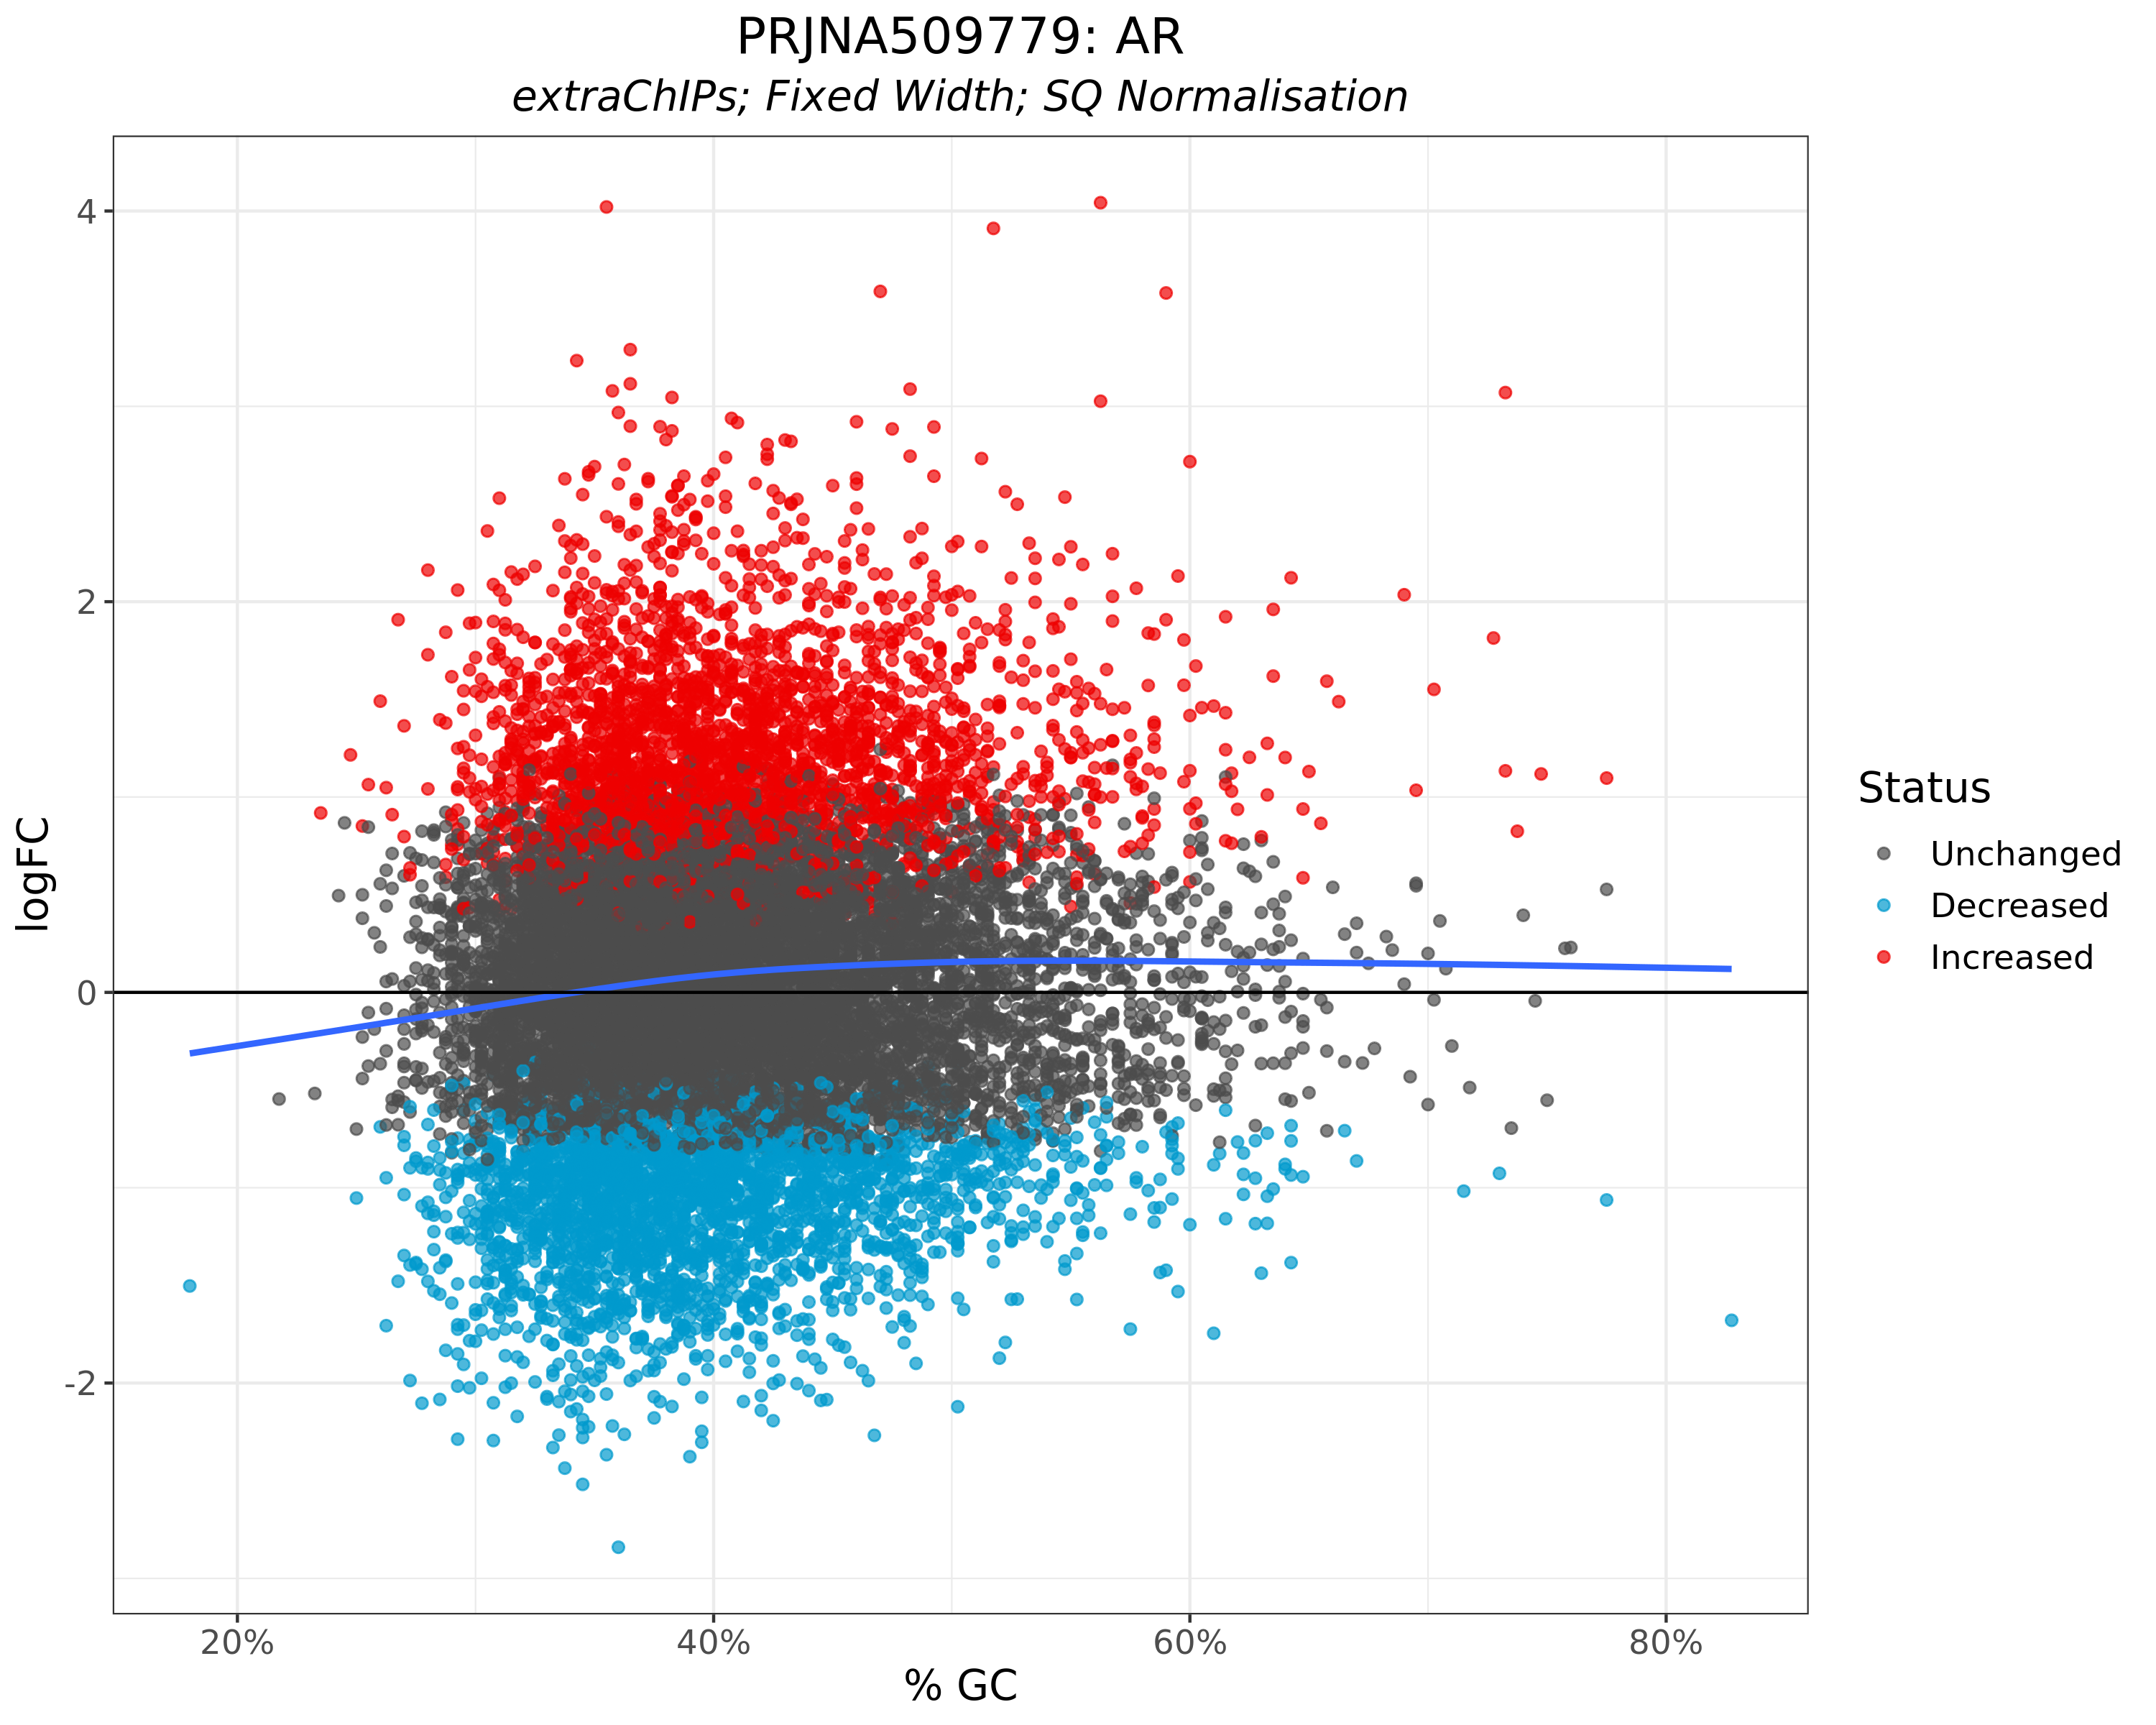 PRJNA509779: AR
extraChIPs; Fixed Width; SQ Normalisation
4
2
0
-2
logFC
20%
40%
60%
80%
% GC
Status
Unchanged
Decreased
Increased